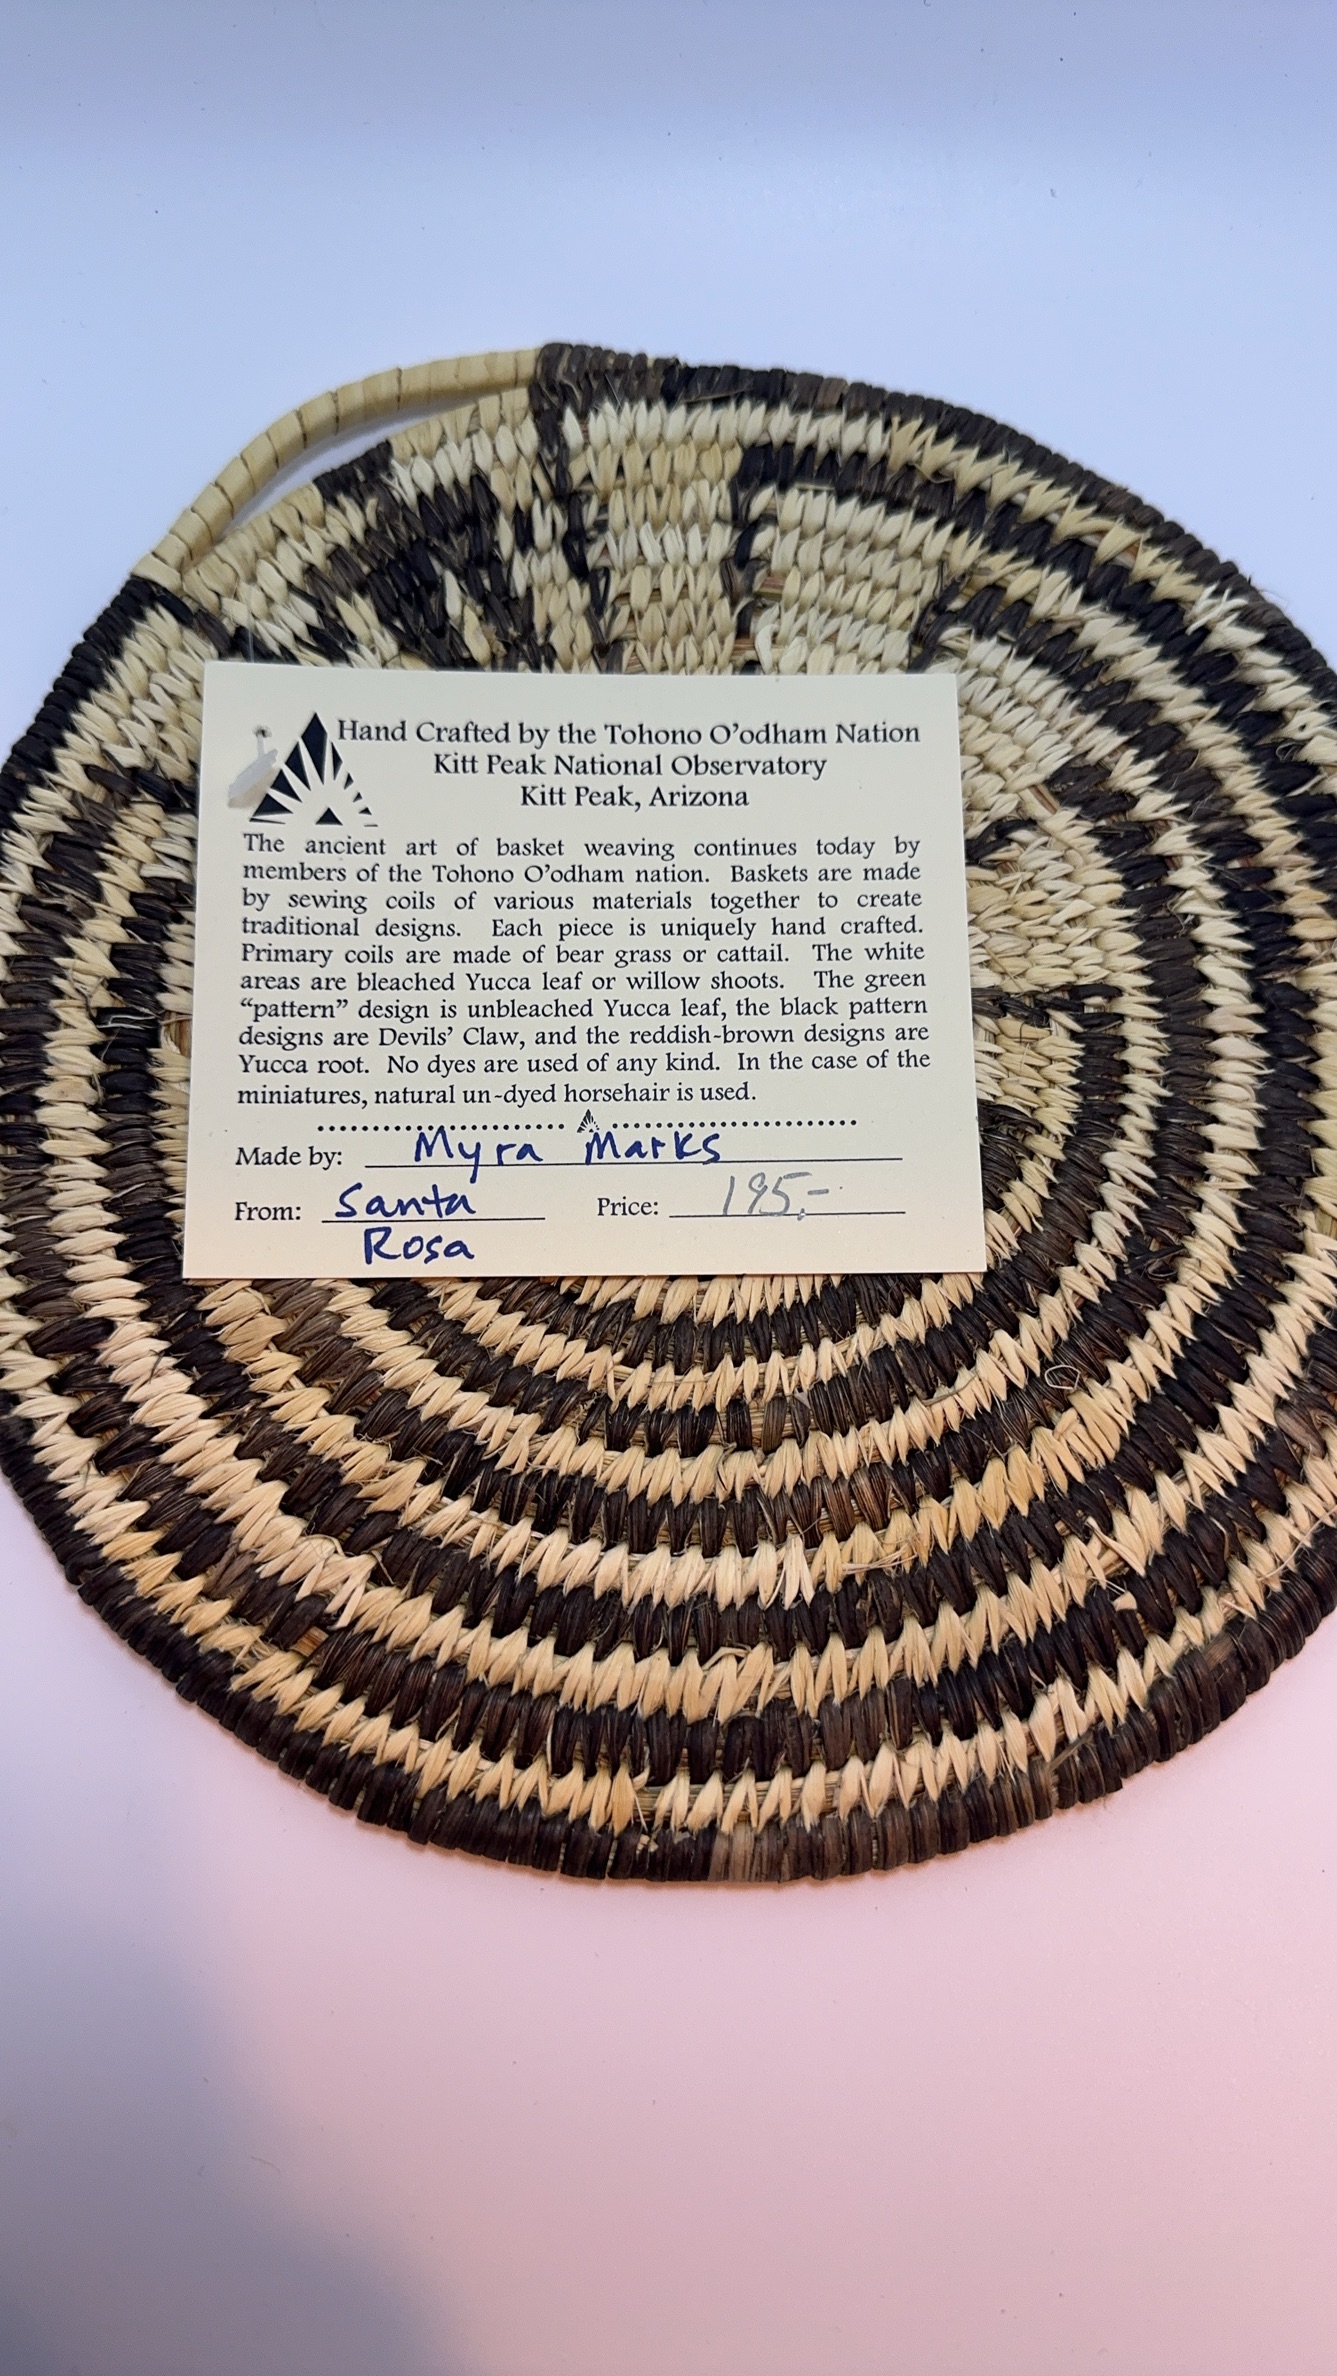 Hand Crafted by the Tohono O'odham Nation
Kitt Peak National Observatory
Kitt Peak, Arizona
The ancient art of basket weaving continues today by
members of the Tohono O'odham nation. Baskets are made
by sewing coils of various materials together to create
traditional designs. Each piece is uniquely hand crafted.
Primary coils are made of bear grass or cattail. The white
areas are bleached Yucca leaf or willow shoots. The green
“pattern” design is unbleached Yucca leaf, the black pattern
designs are Devils' Claw, and the reddish-brown designs are
Yucca root. No dyes are used of any kind. In the case of the
miniatures, natural un-dyed horsehair is used.
Made by: Myra Marks
From: Santa Rosa Price: 195.-